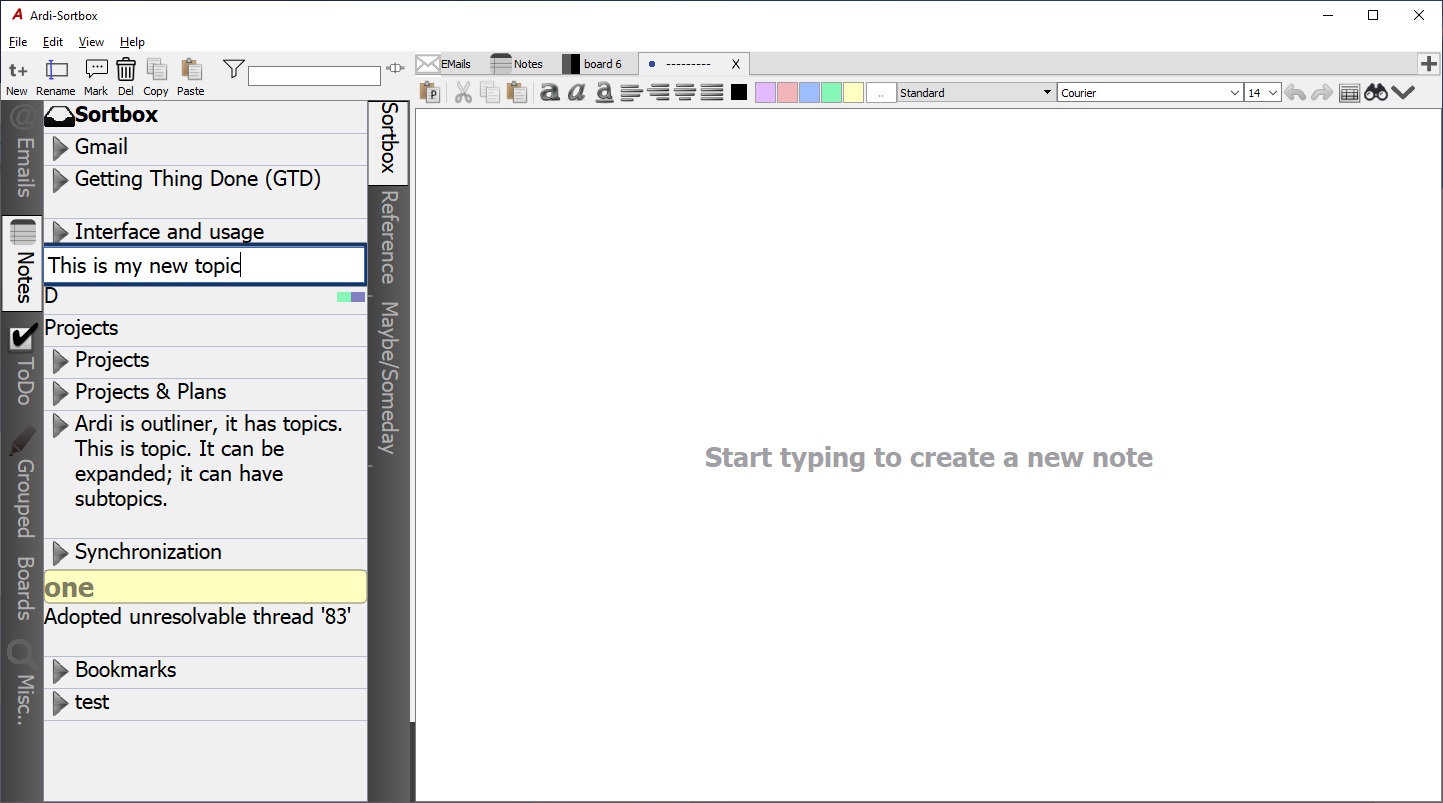 Ardi-Sortbox
File Edit View Help
t+
New Rename Mark Del Copy Paste
EMails Notes board 6 --------- X
a a a .. Standard Courier 14
@ Emails
Notes
ToDo
Grouped
Boards
Misc..
Sortbox
Gmail
Getting Thing Done (GTD)
Interface and usage
This is my new topic
D
Projects
Projects
Projects & Plans
Ardi is outliner, it has topics.
This is topic. It can be
expanded; it can have
subtopics.
Synchronization
one
Adopted unresolvable thread '83'
Bookmarks
test
Sortbox
Reference
Maybe/Someday
Start typing to create a new note